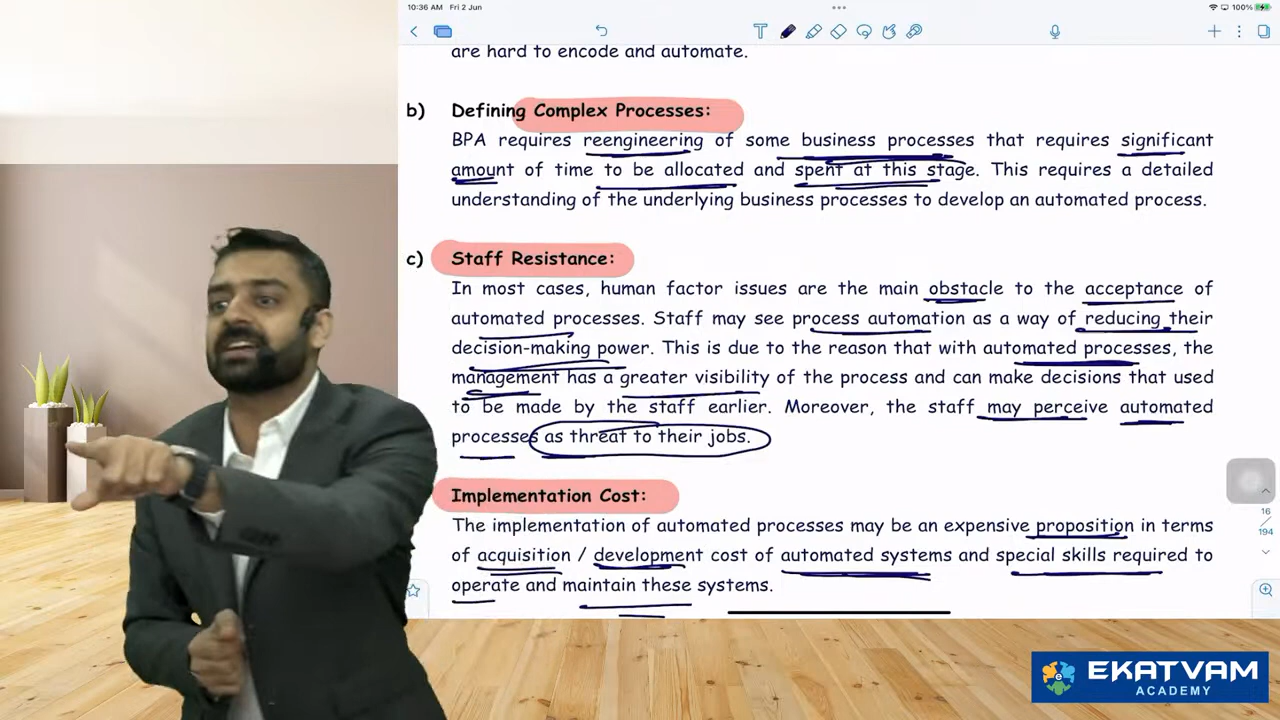 10:36 AM Fri 2 Jun
100%
are hard to encode and automate.
b) Defining Complex Processes:
BPA requires reengineering of some business processes that requires significant
amount of time to be allocated and spent at this stage. This requires a detailed
understanding of the underlying business processes to develop an automated process.
c) Staff Resistance:
In most cases, human factor issues are the main obstacle to the acceptance of
automated processes. Staff may see process automation as a way of reducing their
decision-making power. This is due to the reason that with automated processes, the
management has a greater visibility of the process and can make decisions that used
to be made by the staff earlier. Moreover, the staff may perceive automated
processes as threat to their jobs.
Implementation Cost:
The implementation of automated processes may be an expensive proposition in terms
of acquisition / development cost of automated systems and special skills required to
operate and maintain these systems.
16
/
194
EKATVAM
ACADEMY